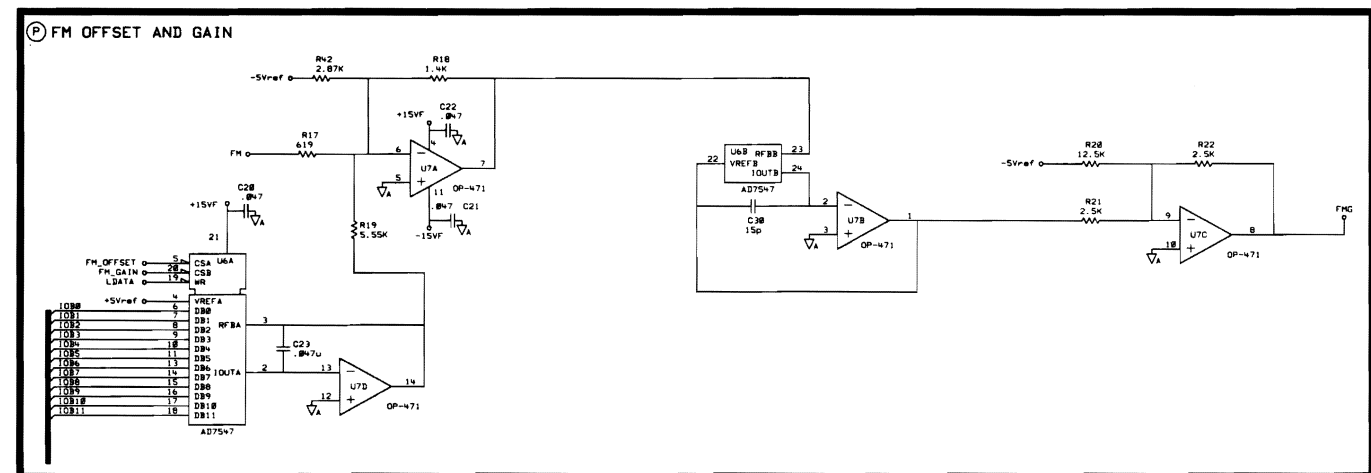 P FM OFFSET AND GAIN
R42
2.87K
-5Vref
R18
1.4K
+15VF
C22
.047
4
A
FM
R17
619
6
5
A
U7A
7
OP-471
11
.047 C21
A
-15VF
R19
5.55K
C20
.047
+15VF
A
21
FM_OFFSET 5 CSA U6A
FM_GAIN 20 CSB
LDATA 19 WR
+5Vref 4 VREFA
IOB0 6 DB0
IOB1 7 DB1
IOB2 8 DB2
IOB3 9 DB3
IOB4 10 DB4
IOB5 11 DB5
IOB6 13 DB6
IOB7 14 DB7
IOB8 15 DB8
IOB9 16 DB9
IOB10 17 DB10
IOB11 18 DB11
RFBA 3
IOUTA 2
AD7547
C23
.047u
13
12
A
U7D
14
OP-471
U6B RFBB 23
22 VREFB
IOUTB 24
AD7547
C30
15p
2
3
A
U7B
1
OP-471
-5Vref
R20
12.5K
R22
2.5K
R21
2.5K
9
10
A
U7C
8
OP-471
FMG